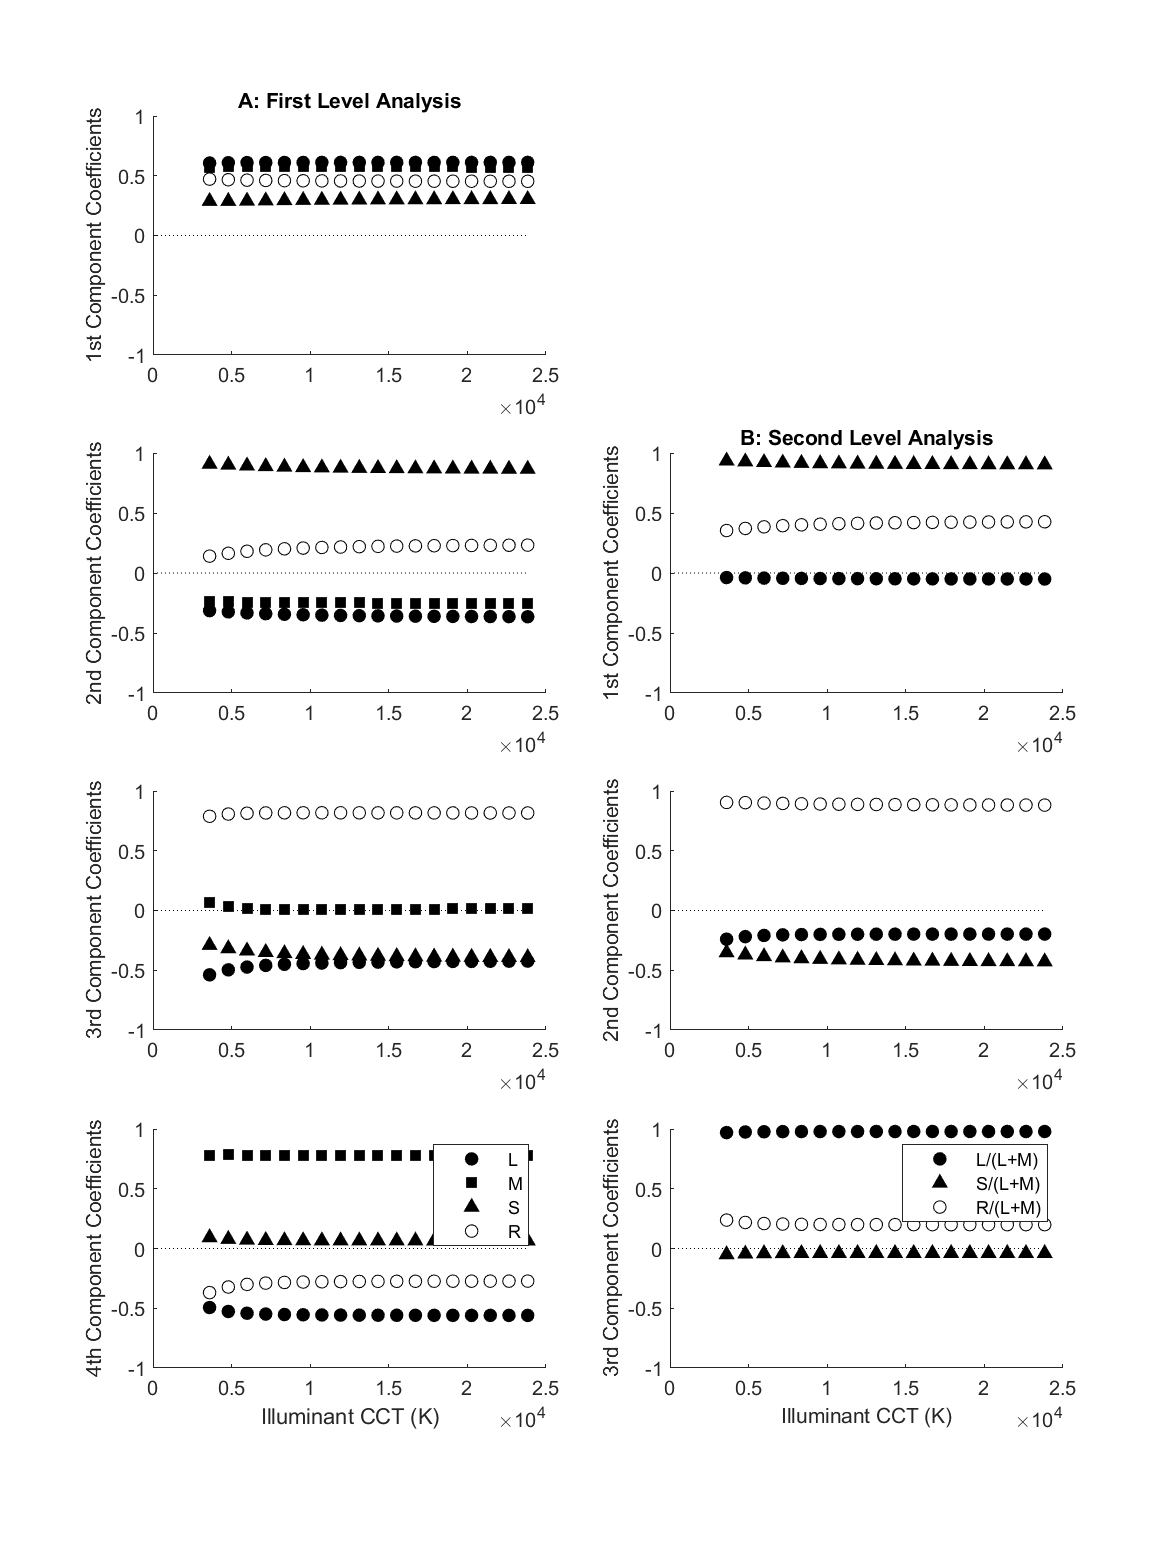 A: First Level Analysis
1st Component Coefficients
1
0.5
0
-0.5
-1
0 0.5 1 1.5 2 2.5
×10^4
2nd Component Coefficients
1
0.5
0
-0.5
-1
0 0.5 1 1.5 2 2.5
×10^4
B: Second Level Analysis
1st Component Coefficients
1
0.5
0
-0.5
-1
0 0.5 1 1.5 2 2.5
×10^4
3rd Component Coefficients
1
0.5
0
-0.5
-1
0 0.5 1 1.5 2 2.5
×10^4
2nd Component Coefficients
1
0.5
0
-0.5
-1
0 0.5 1 1.5 2 2.5
×10^4
4th Component Coefficients
1
0.5
0
-0.5
-1
L
M
S
R
0 0.5 1 1.5 2 2.5
Illuminant CCT (K)
×10^4
3rd Component Coefficients
1
0.5
0
-0.5
-1
L/(L+M)
S/(L+M)
R/(L+M)
0 0.5 1 1.5 2 2.5
Illuminant CCT (K)
×10^4